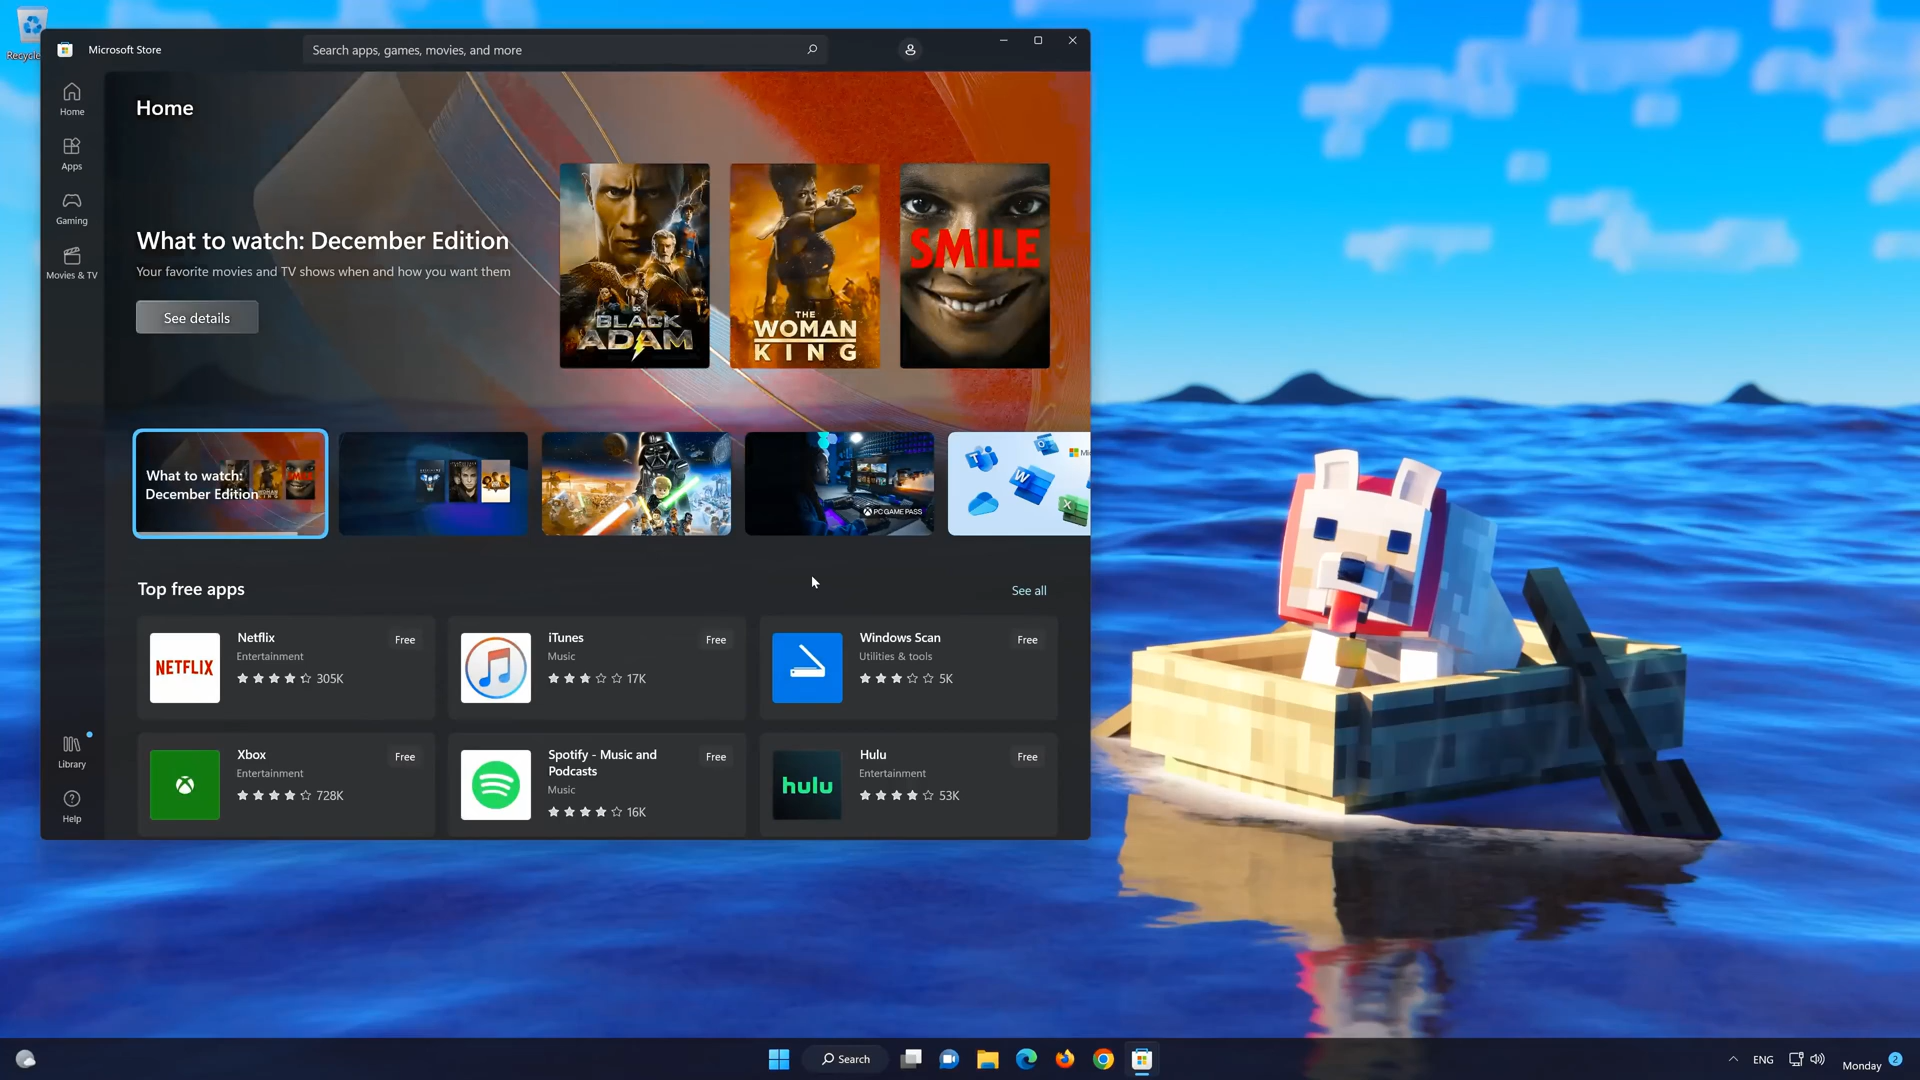 Recycle
Microsoft Store
Search apps, games, movies, and more
Home
Apps
Gaming
Movies & TV
Library
Help
Home
What to watch: December Edition
Your favorite movies and TV shows when and how you want them
See details
DC
BLACK
ADAM
THE
WOMAN
KING
SMILE
What to watch:
December Edition
PC GAME PASS
Top free apps
See all
Netflix
Free
Entertainment
NETFLIX
305K
iTunes
Free
Music
17K
Windows Scan
Free
Utilities & tools
5K
Xbox
Free
Entertainment
728K
Spotify - Music and
Podcasts
Free
Music
16K
Hulu
Free
Entertainment
hulu
53K
Search
ENG
Monday
2